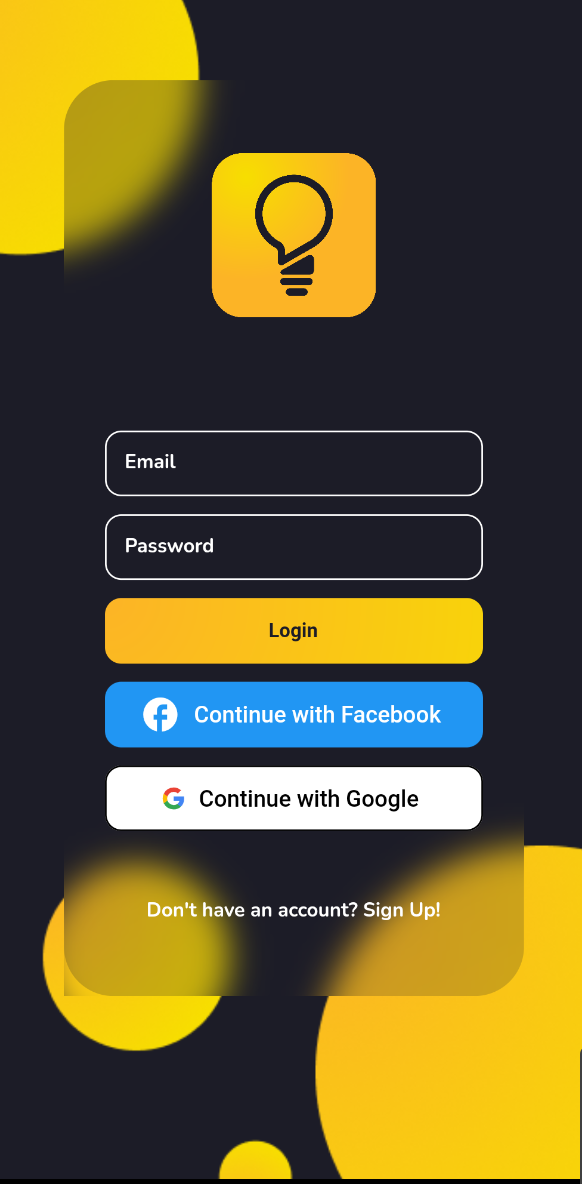 Email
Password
Login
Continue with Facebook
Continue with Google
Don't have an account? Sign Up!